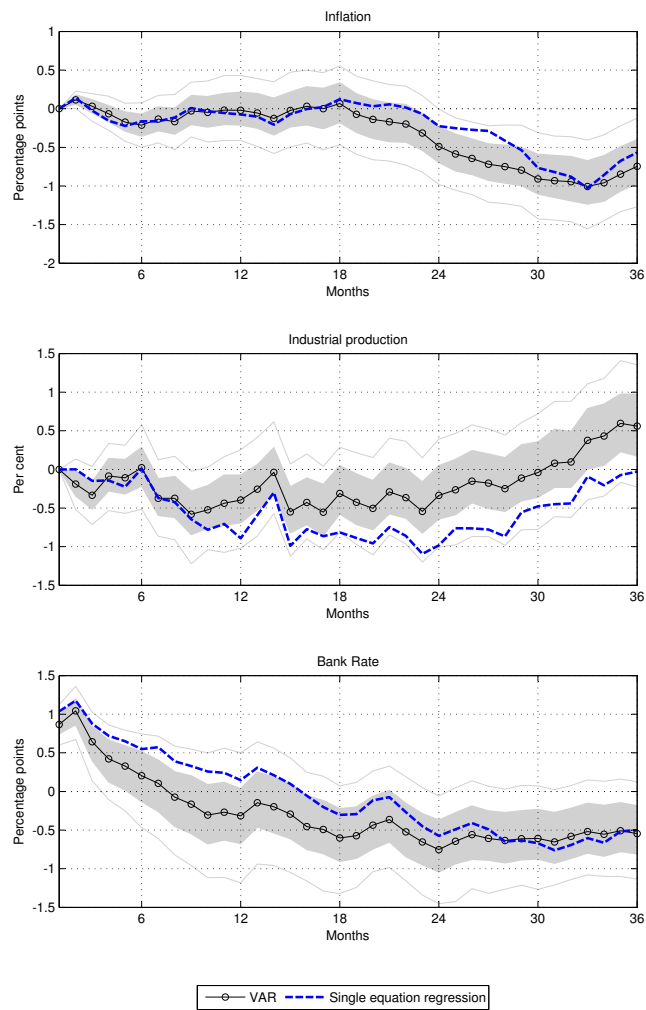 Inflation
1
0.5
0
-0.5
-1
-1.5
-2
Percentage points
6 12 18 24 30 36
Months
Industrial production
1.5
1
0.5
0
-0.5
-1
-1.5
Per cent
6 12 18 24 30 36
Months
Bank Rate
1.5
1
0.5
0
-0.5
-1
-1.5
Percentage points
6 12 18 24 30 36
Months
VAR Single equation regression